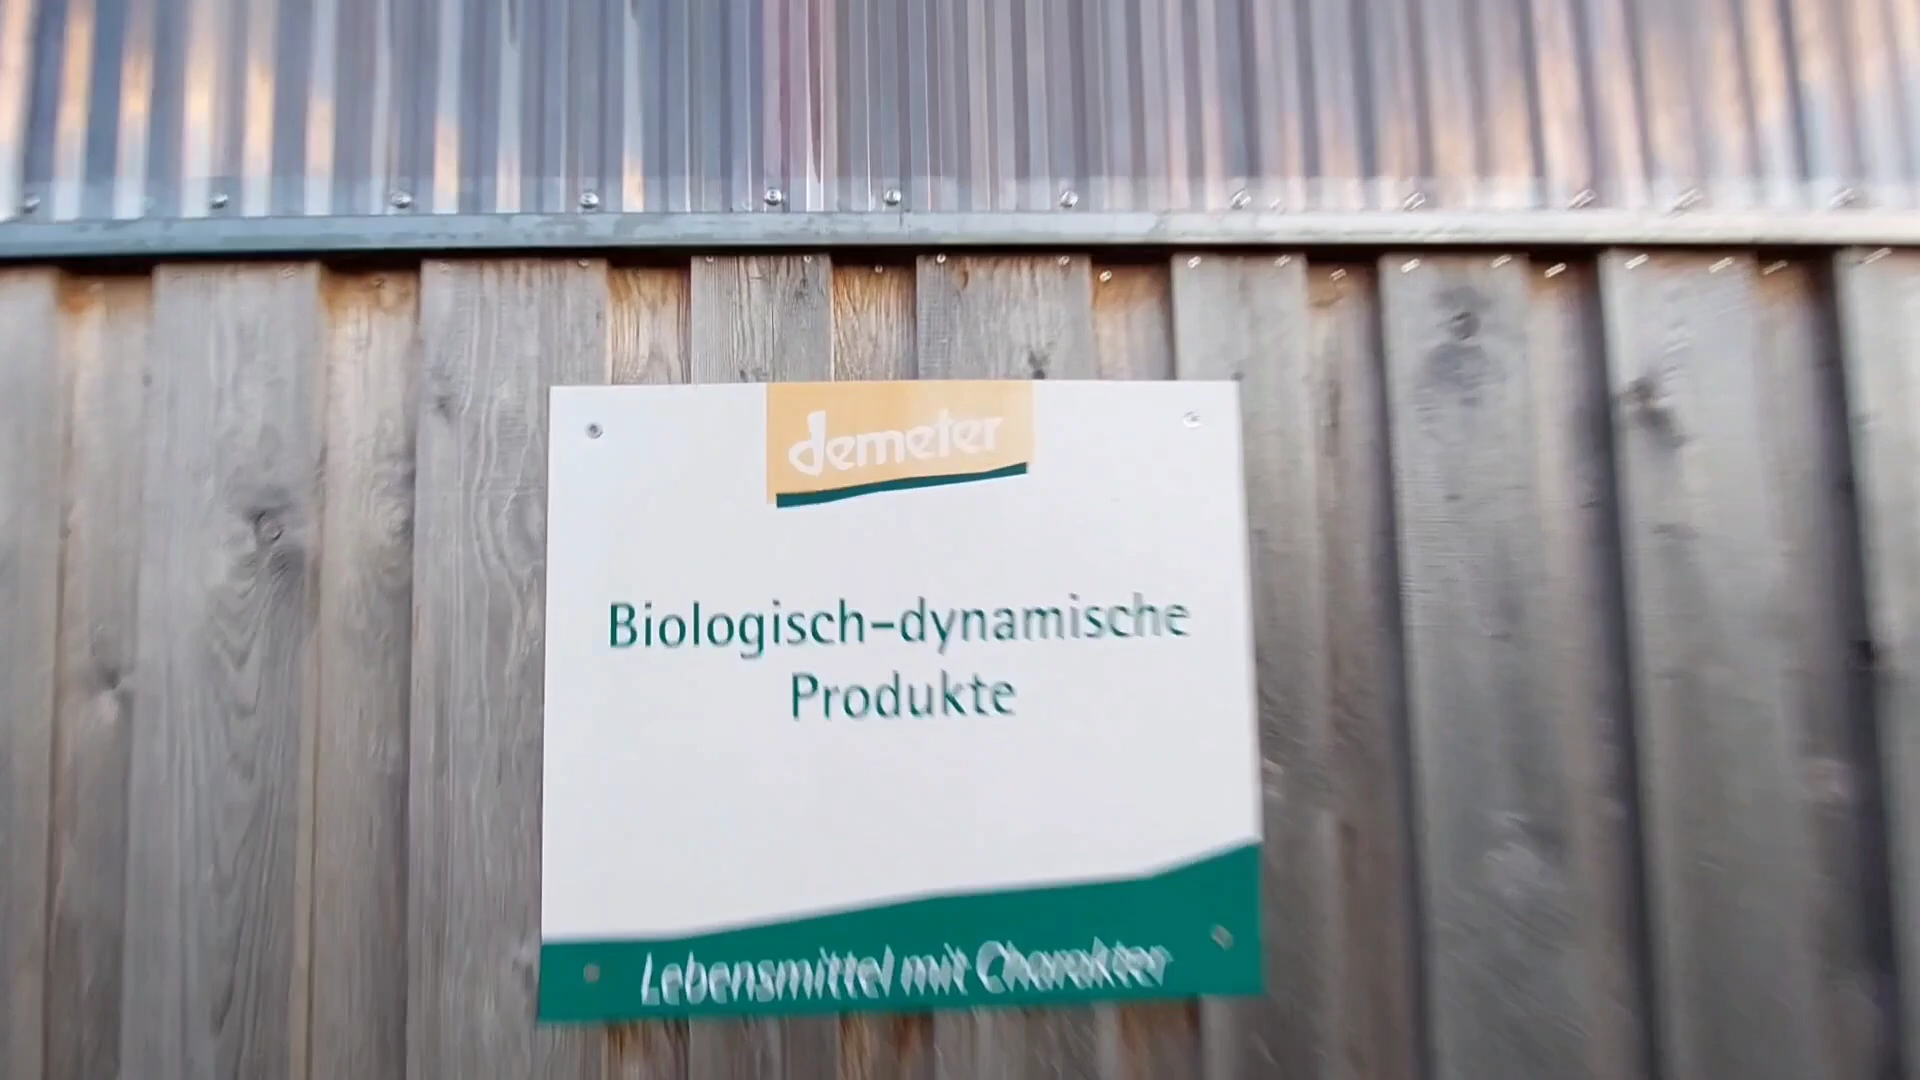 demeter
Biologisch-dynamische
Produkte
Lebensmittel mit Charakter